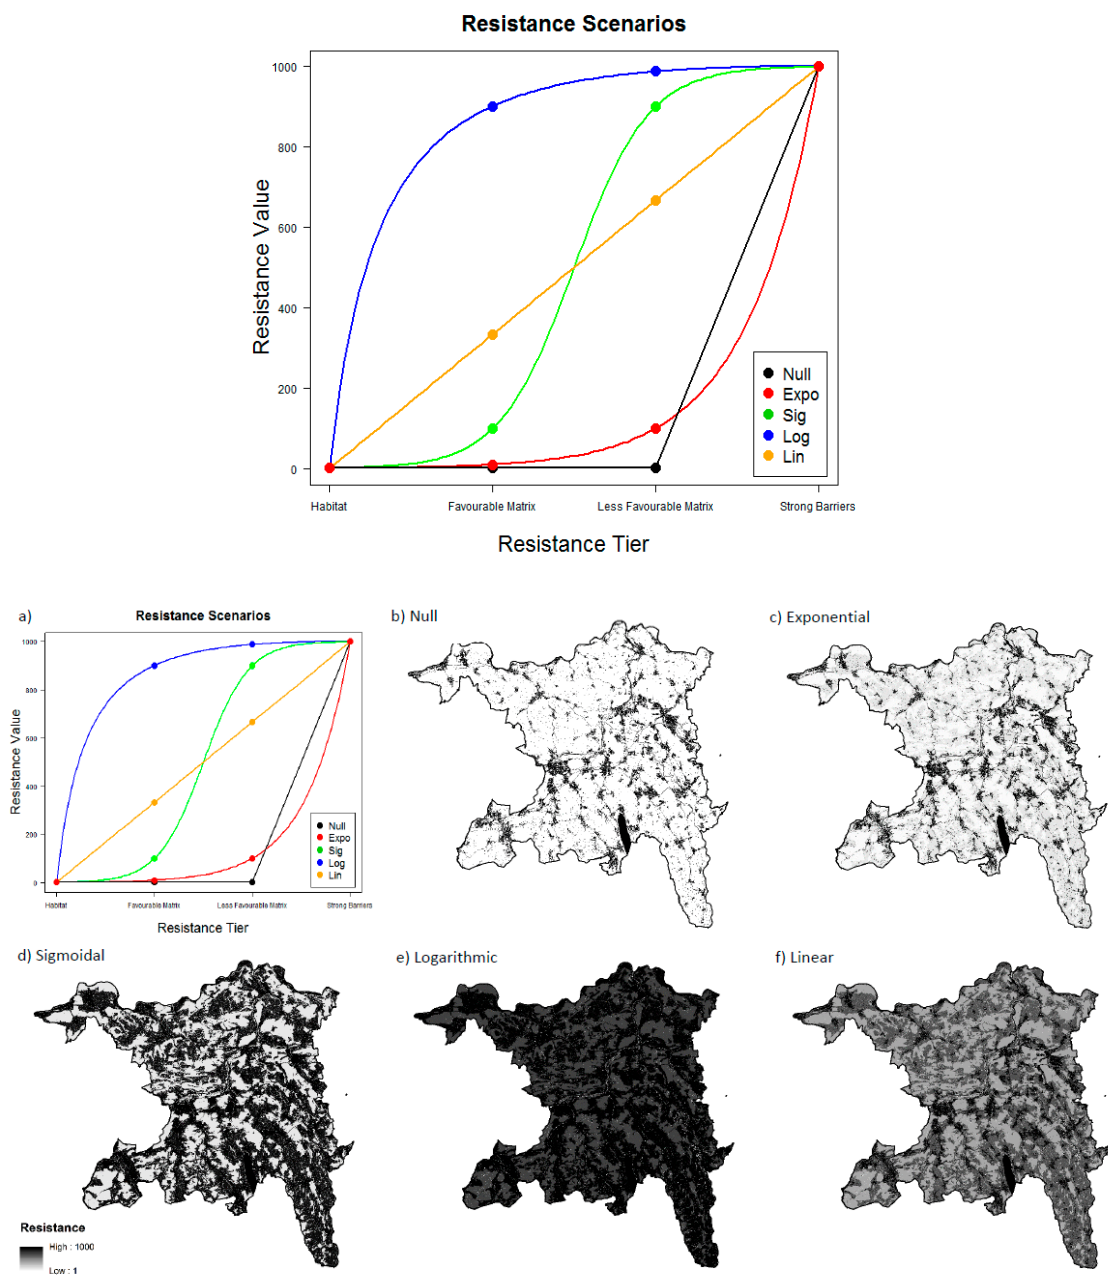 Resistance Scenarios
1000
800
600
400
200
0
Resistance Value
Null
Expo
Sig
Log
Lin
Habitat
Favourable Matrix
Less Favourable Matrix
Strong Barriers
Resistance Tier
a)
Resistance Scenarios
1000
800
600
400
200
0
Resistance Value
Null
Expo
Sig
Log
Lin
Habitat
Favourable Matrix
Less Favourable Matrix
Strong Barriers
Resistance Tier
b) Null
c) Exponential
d) Sigmoidal
e) Logarithmic
f) Linear
Resistance
High : 1000
Low : 1